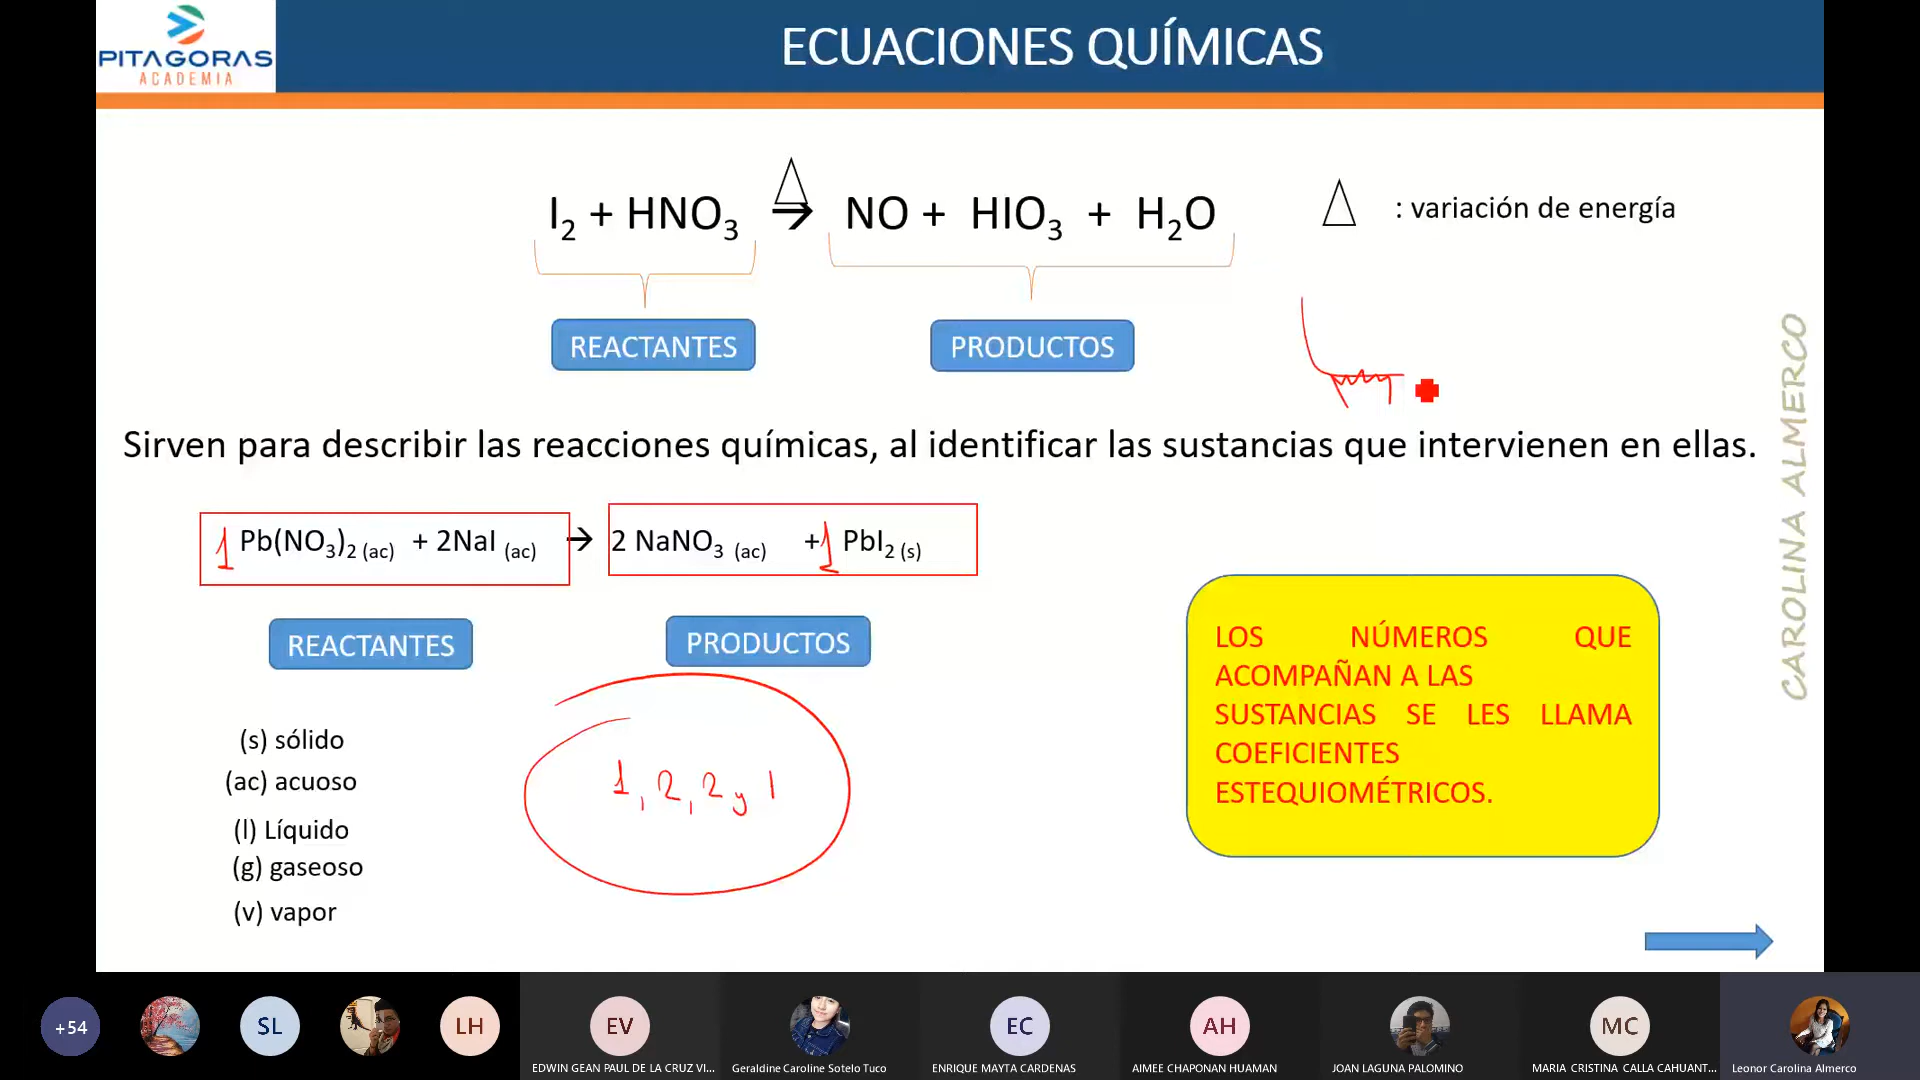 PITAGORAS
ACADEMIA
ECUACIONES QUÍMICAS
I₂ + HNO₃ → NO + HIO₃ + H₂O
△ : variación de energía
REACTANTES
PRODUCTOS
Sirven para describir las reacciones químicas, al identificar las sustancias que intervienen en ellas.
1 Pb(NO₃)₂ (ac) + 2NaI (ac) → 2 NaNO₃ (ac) + 1 PbI₂ (s)
REACTANTES
PRODUCTOS
(s) sólido
(ac) acuoso
(l) Líquido
(g) gaseoso
(v) vapor
1, 2, 2 y 1
LOS NÚMEROS QUE
ACOMPAÑAN A LAS
SUSTANCIAS SE LES LLAMA
COEFICIENTES
ESTEQUIOMÉTRICOS.
CAROLINA ALMERCO
+54
SL
LH
EV
EC
AH
MC
EDWIN GEAN PAUL DE LA CRUZ VI...
Geraldine Caroline Sotelo Tuco
ENRIQUE MAYTA CARDENAS
AIMEE CHAPONAN HUAMAN
JOAN LAGUNA PALOMINO
MARIA CRISTINA CALLA CAHUANT...
Leonor Carolina Almerco